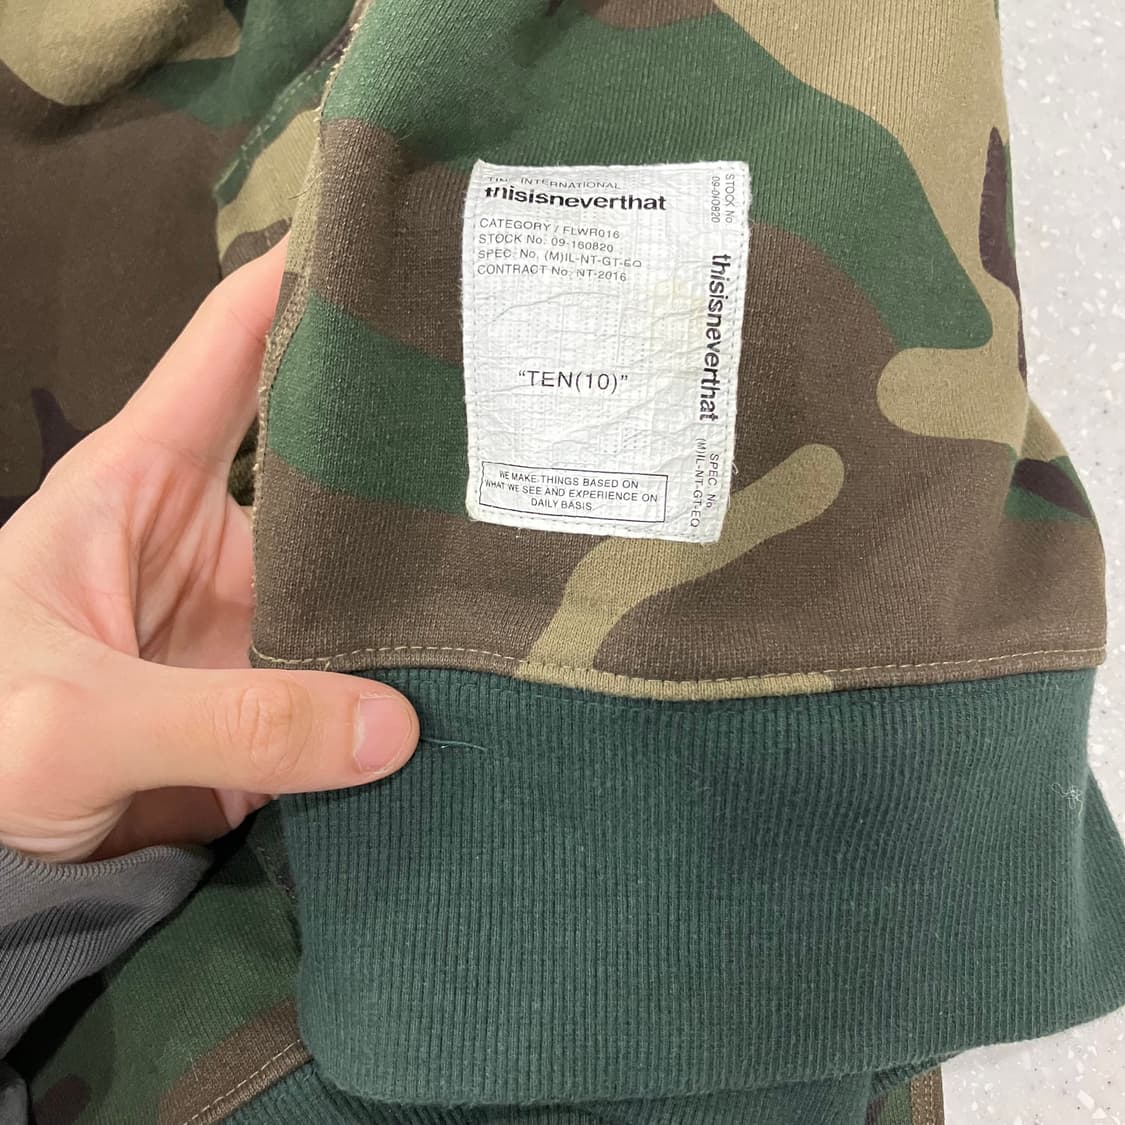 INTERNATIONAL
thisisneverthat
CATEGORY / FLWR016
STOCK No: 09-160820
SPEC: No. (M)IL-NT-GT-EQ
CONTRACT No: NT-2016
“TEN(10)”
WE MAKE THINGS BASED ON
WHAT WE SEE AND EXPERIENCE ON
DAILY BASIS.
STOCK No
thisisneverthat
SPEC. No.
(M)IL-NT-GT-EQ